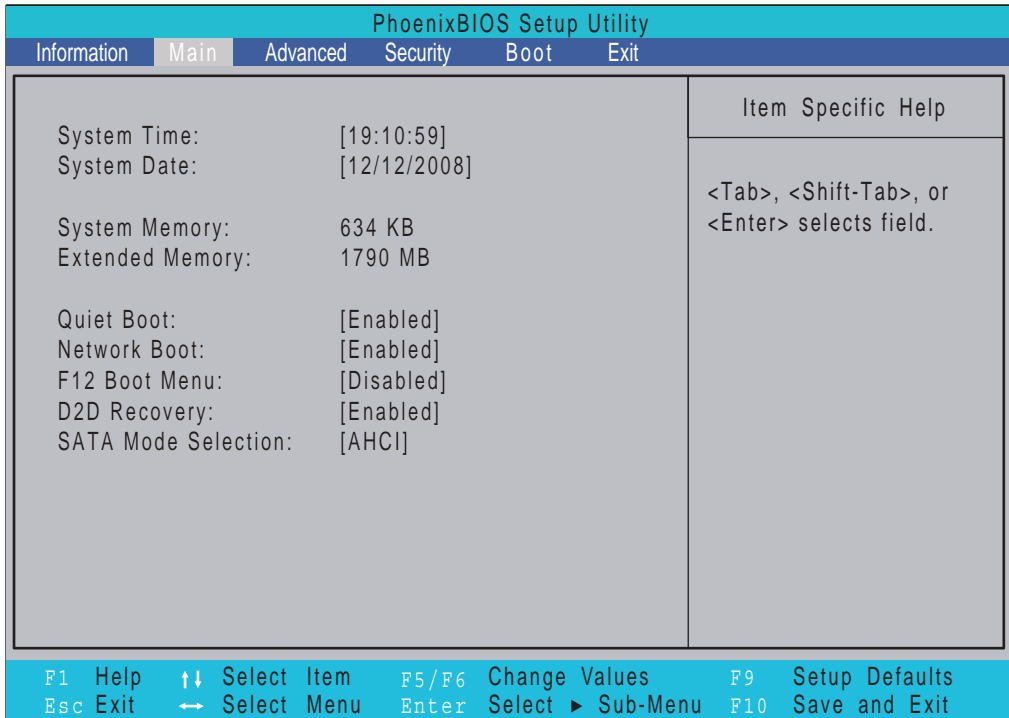 PhoenixBIOS Setup Utility
Information Main Advanced Security Boot Exit
Item Specific Help
System Time: [19:10:59]
System Date: [12/12/2008]
<Tab>, <Shift-Tab>, or
<Enter> selects field.
System Memory: 634 KB
Extended Memory: 1790 MB
Quiet Boot: [Enabled]
Network Boot: [Enabled]
F12 Boot Menu: [Disabled]
D2D Recovery: [Enabled]
SATA Mode Selection: [AHCI]
F1 Help ↑↓ Select Item F5/F6 Change Values F9 Setup Defaults
Esc Exit ↔ Select Menu Enter Select ▶ Sub-Menu F10 Save and Exit